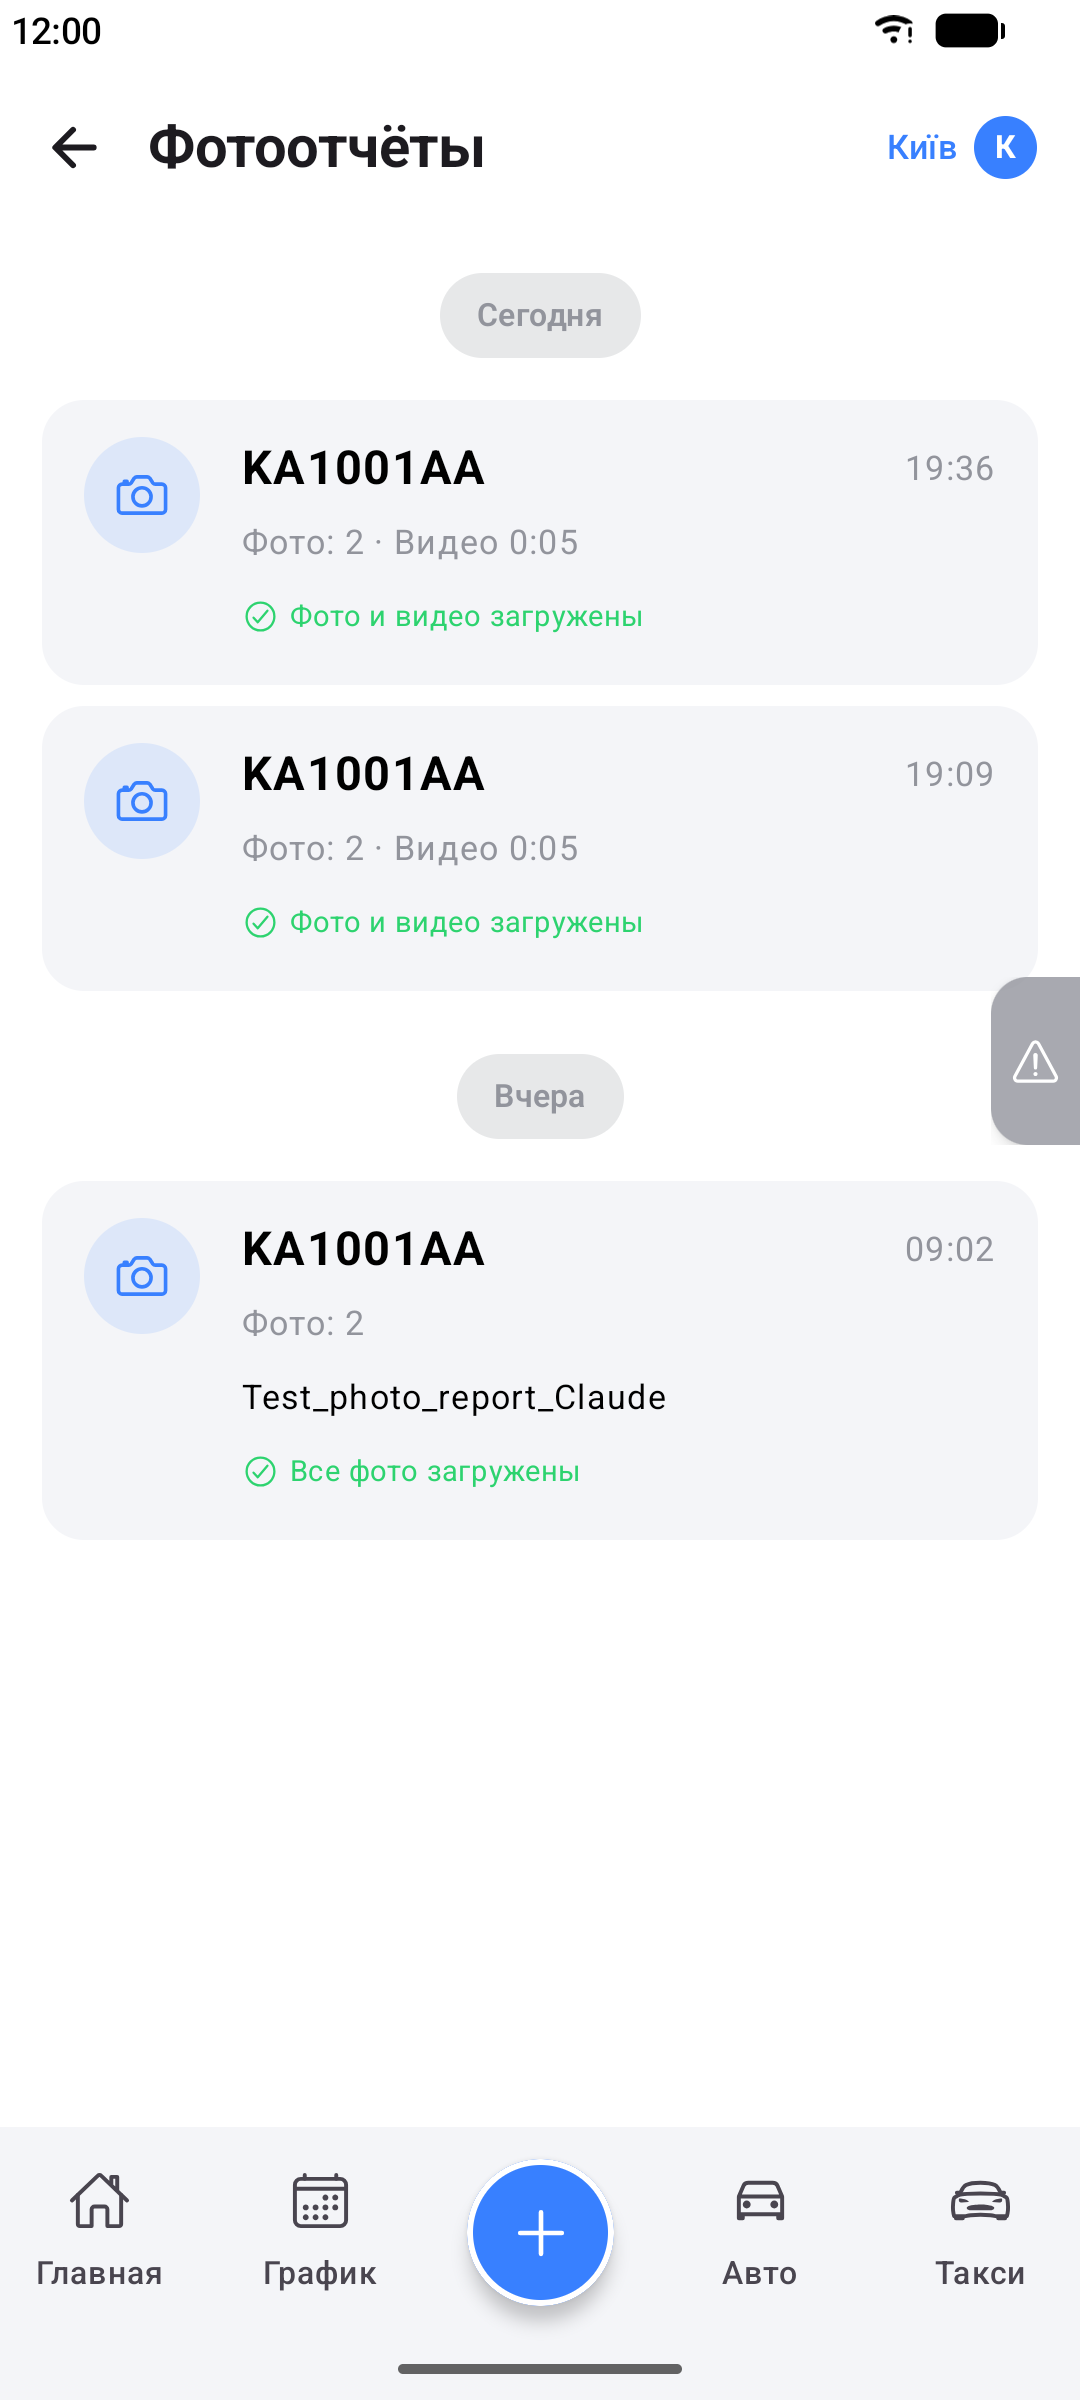 12:00
Фотоотчёты
Київ K
Сегодня
KA1001AA 19:36
Фото: 2 · Видео 0:05
Фото и видео загружены
KA1001AA 19:09
Фото: 2 · Видео 0:05
Фото и видео загружены
Вчера
KA1001AA 09:02
Фото: 2
Test_photo_report_Claude
Все фото загружены
Главная График Авто Такси